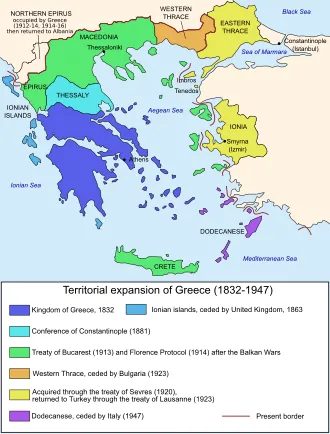 NORTHERN EPIRUS
occupied by Greece
(1912-14, 1914-16)
then returned to Albania
WESTERN
THRACE
Black Sea
EASTERN
THRACE
MACEDONIA
Thessaloniki
Constantinople
(Istanbul)
Sea of Marmara
Imbros
Tenedos
EPIRUS
THESSALY
IONIAN
ISLANDS
Aegean Sea
IONIA
Smyrna
(Izmir)
Athens
Ionian Sea
DODECANESE
Mediterranean Sea
CRETE
Territorial expansion of Greece (1832-1947)
Kingdom of Greece, 1832
Ionian islands, ceded by United Kingdom, 1863
Conference of Constantinople (1881)
Treaty of Bucarest (1913) and Florence Protocol (1914) after the Balkan Wars
Western Thrace, ceded by Bulgaria (1923)
Acquired through the treaty of Sevres (1920),
returned to Turkey through the treaty of Lausanne (1923)
Dodecanese, ceded by Italy (1947)
Present border